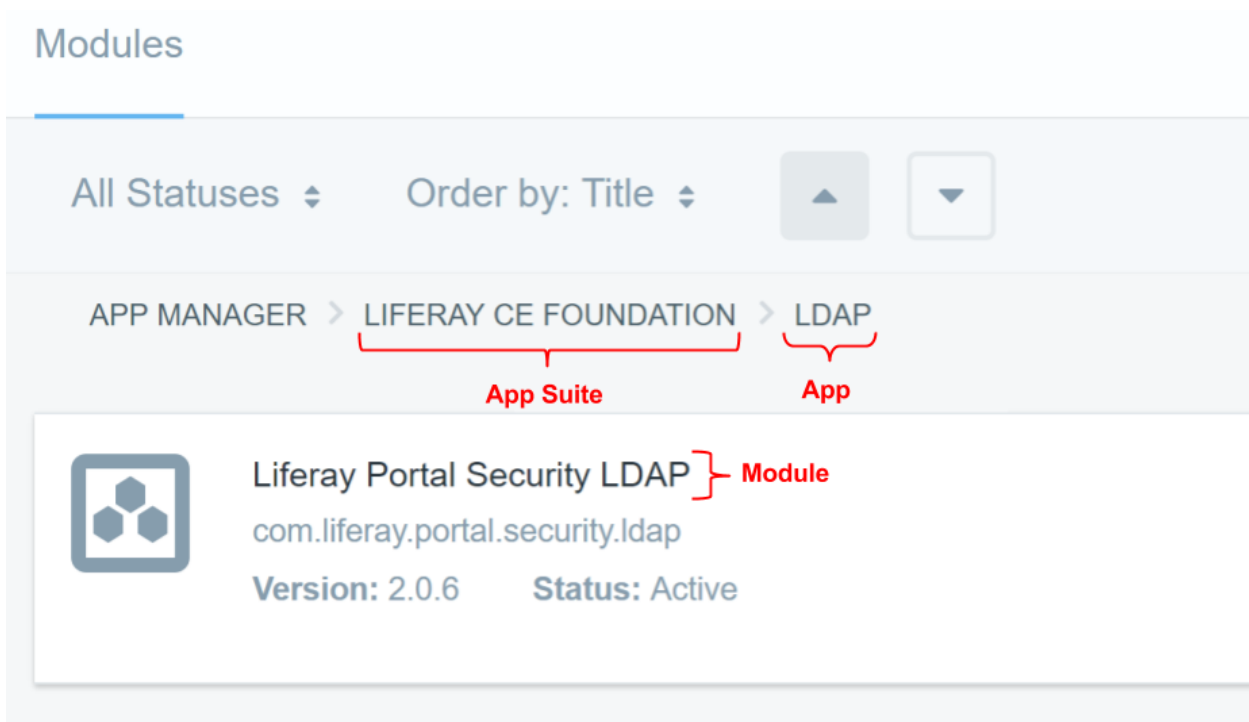 Modules
All Statuses Order by: Title
APP MANAGER > LIFERAY CE FOUNDATION > LDAP
App Suite App
Liferay Portal Security LDAP Module
com.liferay.portal.security.ldap
Version: 2.0.6 Status: Active